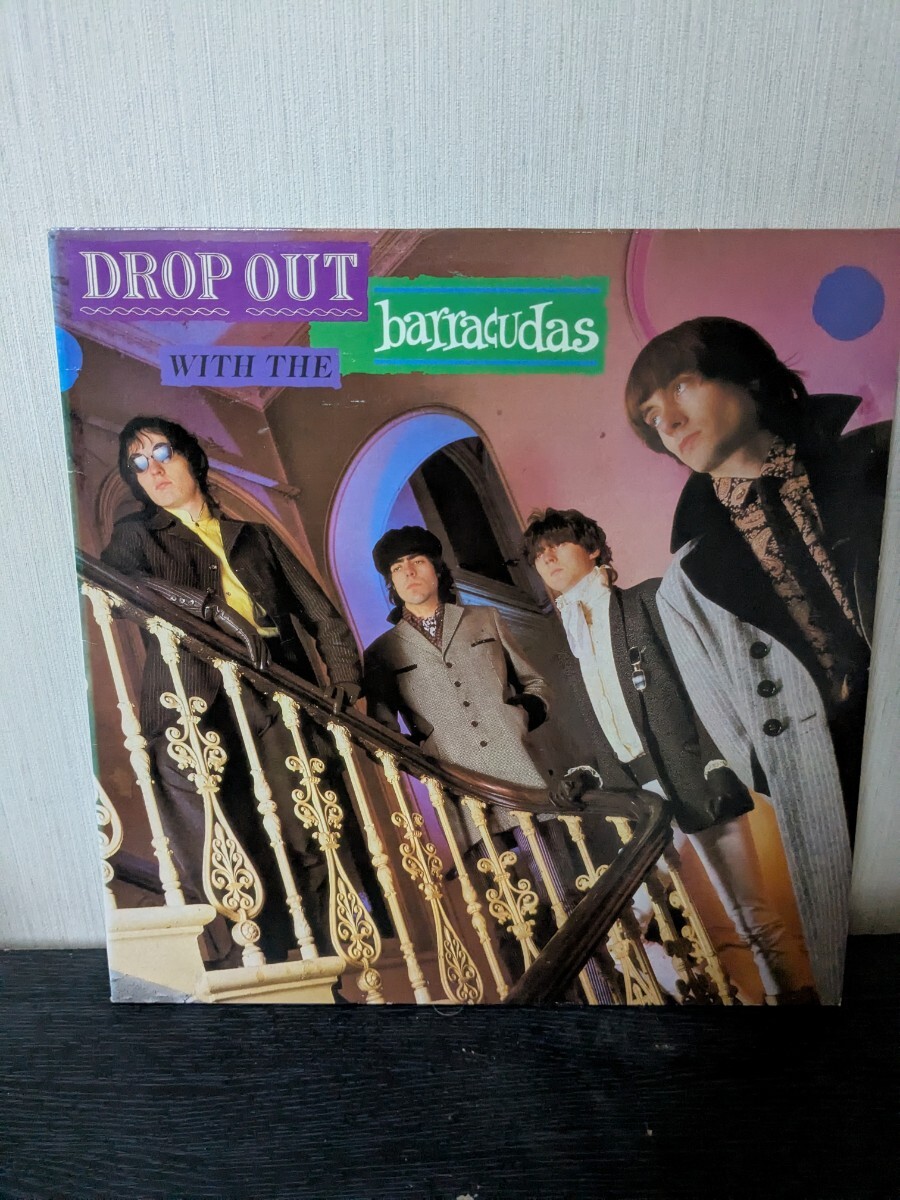 DROP OUT
WITH THE
barracudas